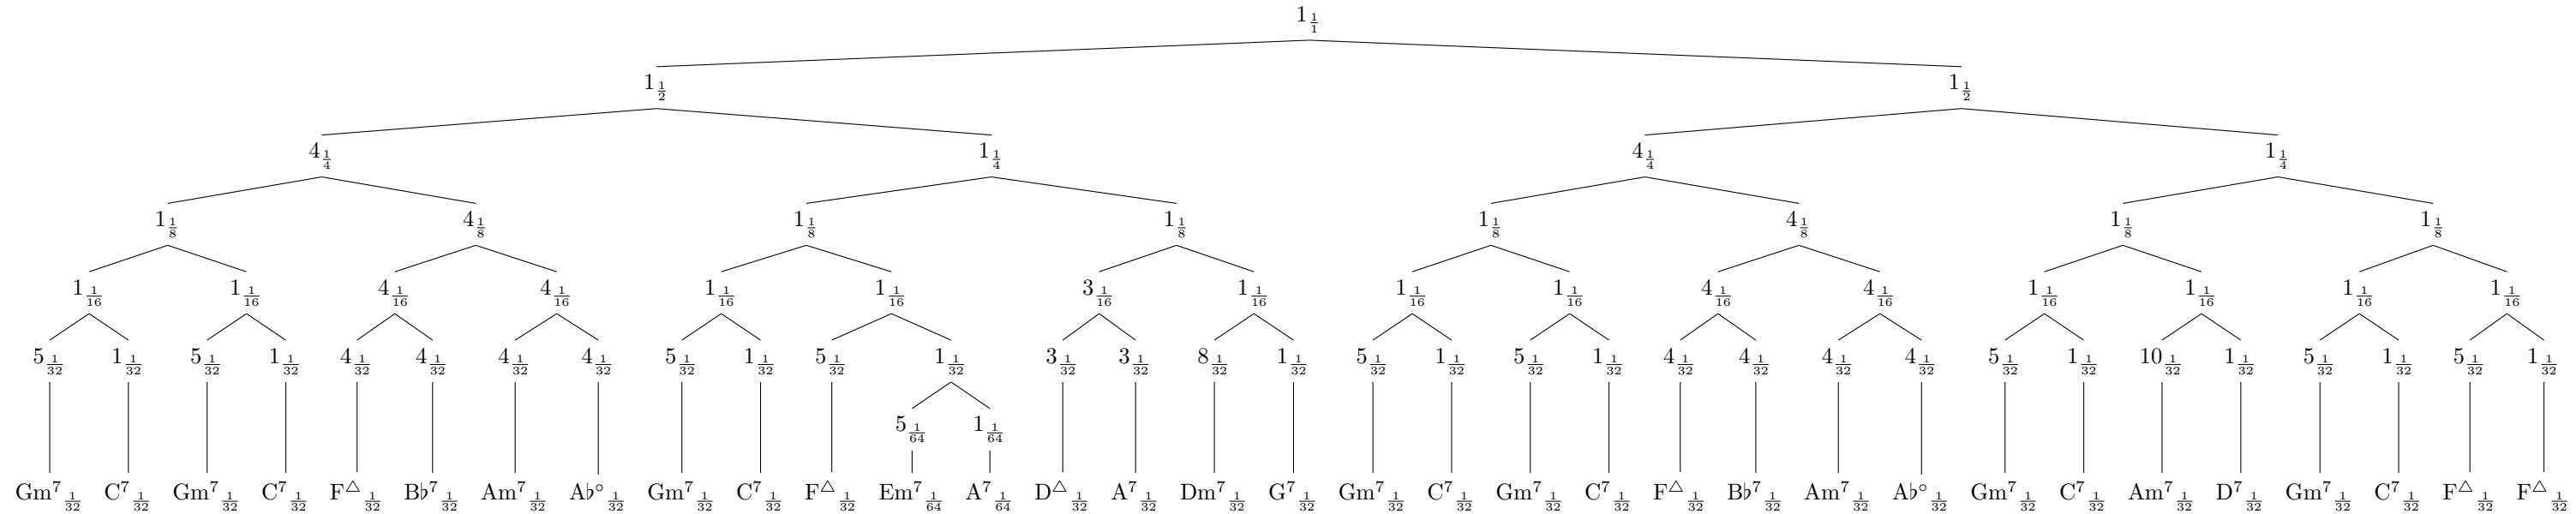 1 1/1
1 1/2 1 1/2
4 1/4 1 1/4 4 1/4 1 1/4
1 1/8 4 1/8 1 1/8 1 1/8 1 1/8 4 1/8 1 1/8 1 1/8
1 1/16 1 1/16 4 1/16 4 1/16 1 1/16 1 1/16 3 1/16 1 1/16 1 1/16 1 1/16 4 1/16 4 1/16 1 1/16 1 1/16 1 1/16 1 1/16
5 1/32 1 1/32 5 1/32 1 1/32 4 1/32 4 1/32 4 1/32 4 1/32 5 1/32 1 1/32 5 1/32 1 1/32 3 1/32 3 1/32 8 1/32 1 1/32 5 1/32 1 1/32 5 1/32 1 1/32 4 1/32 4 1/32 4 1/32 4 1/32 5 1/32 1 1/32 10 1/32 1 1/32 5 1/32 1 1/32 5 1/32 1 1/32
5 1/64 1 1/64
Gm⁷ 1/32 C⁷ 1/32 Gm⁷ 1/32 C⁷ 1/32 F△ 1/32 B♭⁷ 1/32 Am⁷ 1/32 A♭° 1/32 Gm⁷ 1/32 C⁷ 1/32 F△ 1/32 Em⁷ 1/64 A⁷ 1/64 D△ 1/32 A⁷ 1/32 Dm⁷ 1/32 G⁷ 1/32 Gm⁷ 1/32 C⁷ 1/32 Gm⁷ 1/32 C⁷ 1/32 F△ 1/32 B♭⁷ 1/32 Am⁷ 1/32 A♭° 1/32 Gm⁷ 1/32 C⁷ 1/32 Am⁷ 1/32 D⁷ 1/32 Gm⁷ 1/32 C⁷ 1/32 F△ 1/32 F△ 1/32